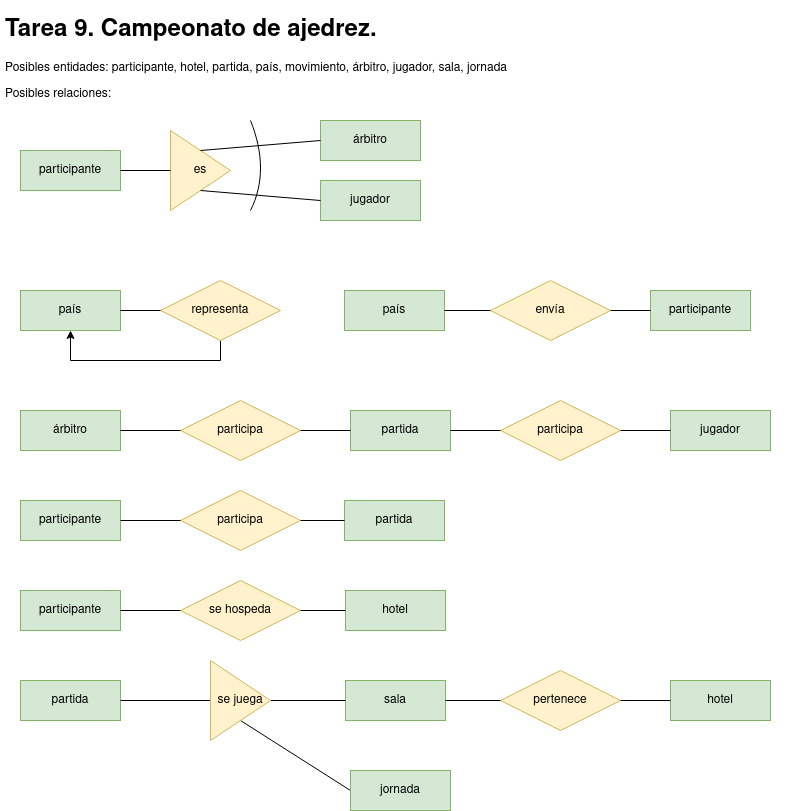 Tarea 9. Campeonato de ajedrez.
Posibles entidades: participante, hotel, partida, país, movimiento, árbitro, jugador, sala, jornada
Posibles relaciones:
árbitro
participante
es
jugador
país
representa
país
envía
participante
árbitro
participa
partida
participa
jugador
participante
participa
partida
participante
se hospeda
hotel
partida
se juega
sala
pertenece
hotel
jornada